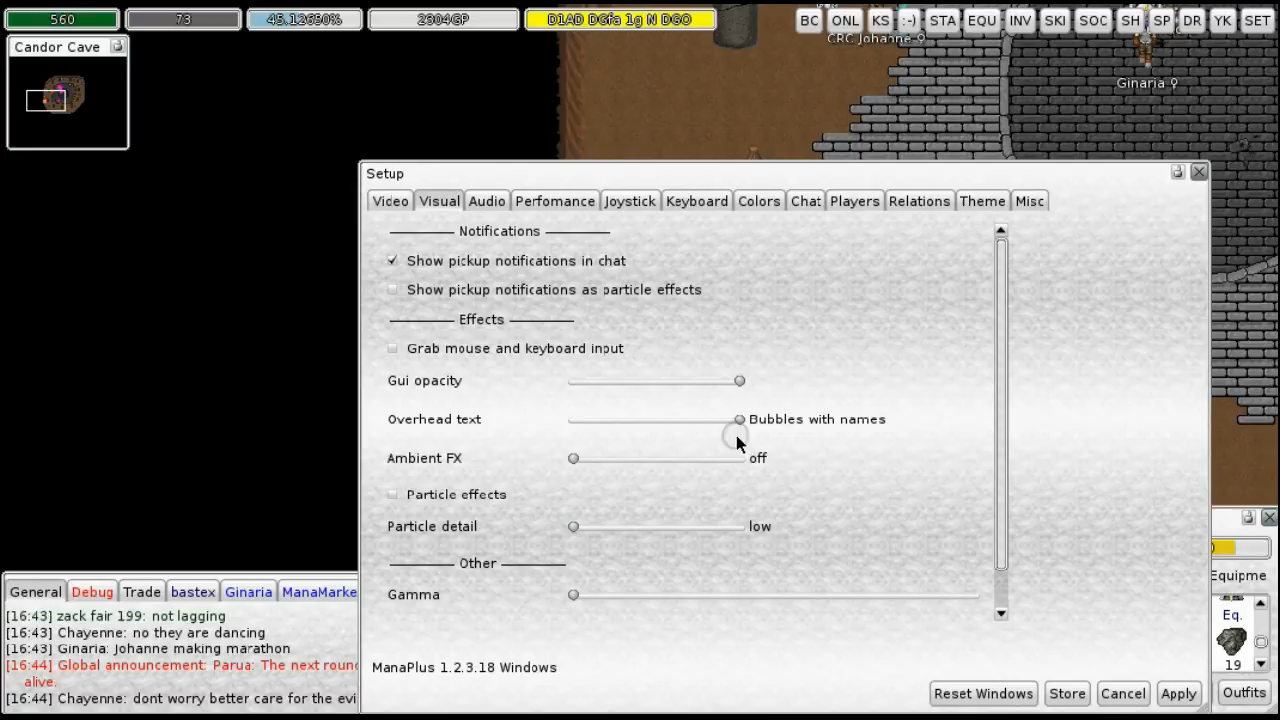 560 73 45.12650% 2804GP D1AD DGfa 1g N DGO BC ONL KS :-) STA EQU INV SKI SOC SH SP DR YK SET
CRC Johanne ♀
Candor Cave
Ginaria ♀
Setup
Video Visual Audio Perfomance Joystick Keyboard Colors Chat Players Relations Theme Misc
Notifications
Show pickup notifications in chat
Show pickup notifications as particle effects
Effects
Grab mouse and keyboard input
Gui opacity
Overhead text Bubbles with names
Ambient FX off
Particle effects
Particle detail low
Other
Gamma
General Debug Trade bastex Ginaria ManaMarke
[16:43] zack fair 199: not lagging
[16:43] Chayenne: no they are dancing
[16:43] Ginaria: Johanne making marathon
[16:44] Global announcement: Parua: The next round
alive.
[16:44] Chayenne: dont worry better care for the evi
ManaPlus 1.2.3.18 Windows
Reset Windows Store Cancel Apply
Equipme
Eq.
19
Outfits